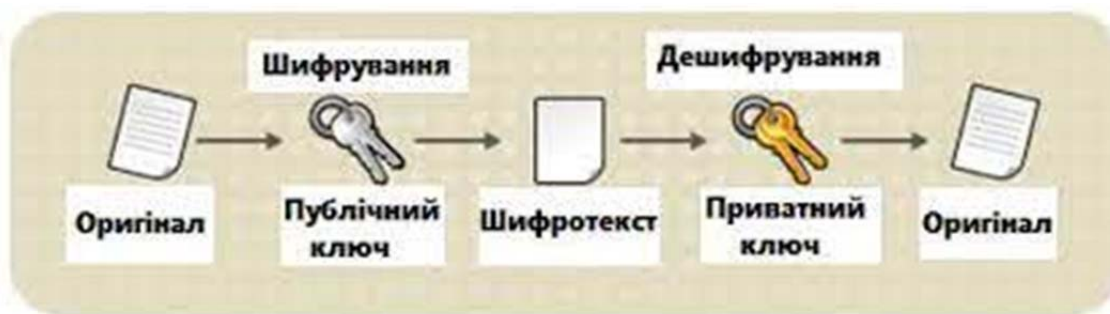 Шифрування
Дешифрування
Оригінал
Публічний
ключ
Шифротекст
Приватний
ключ
Оригінал